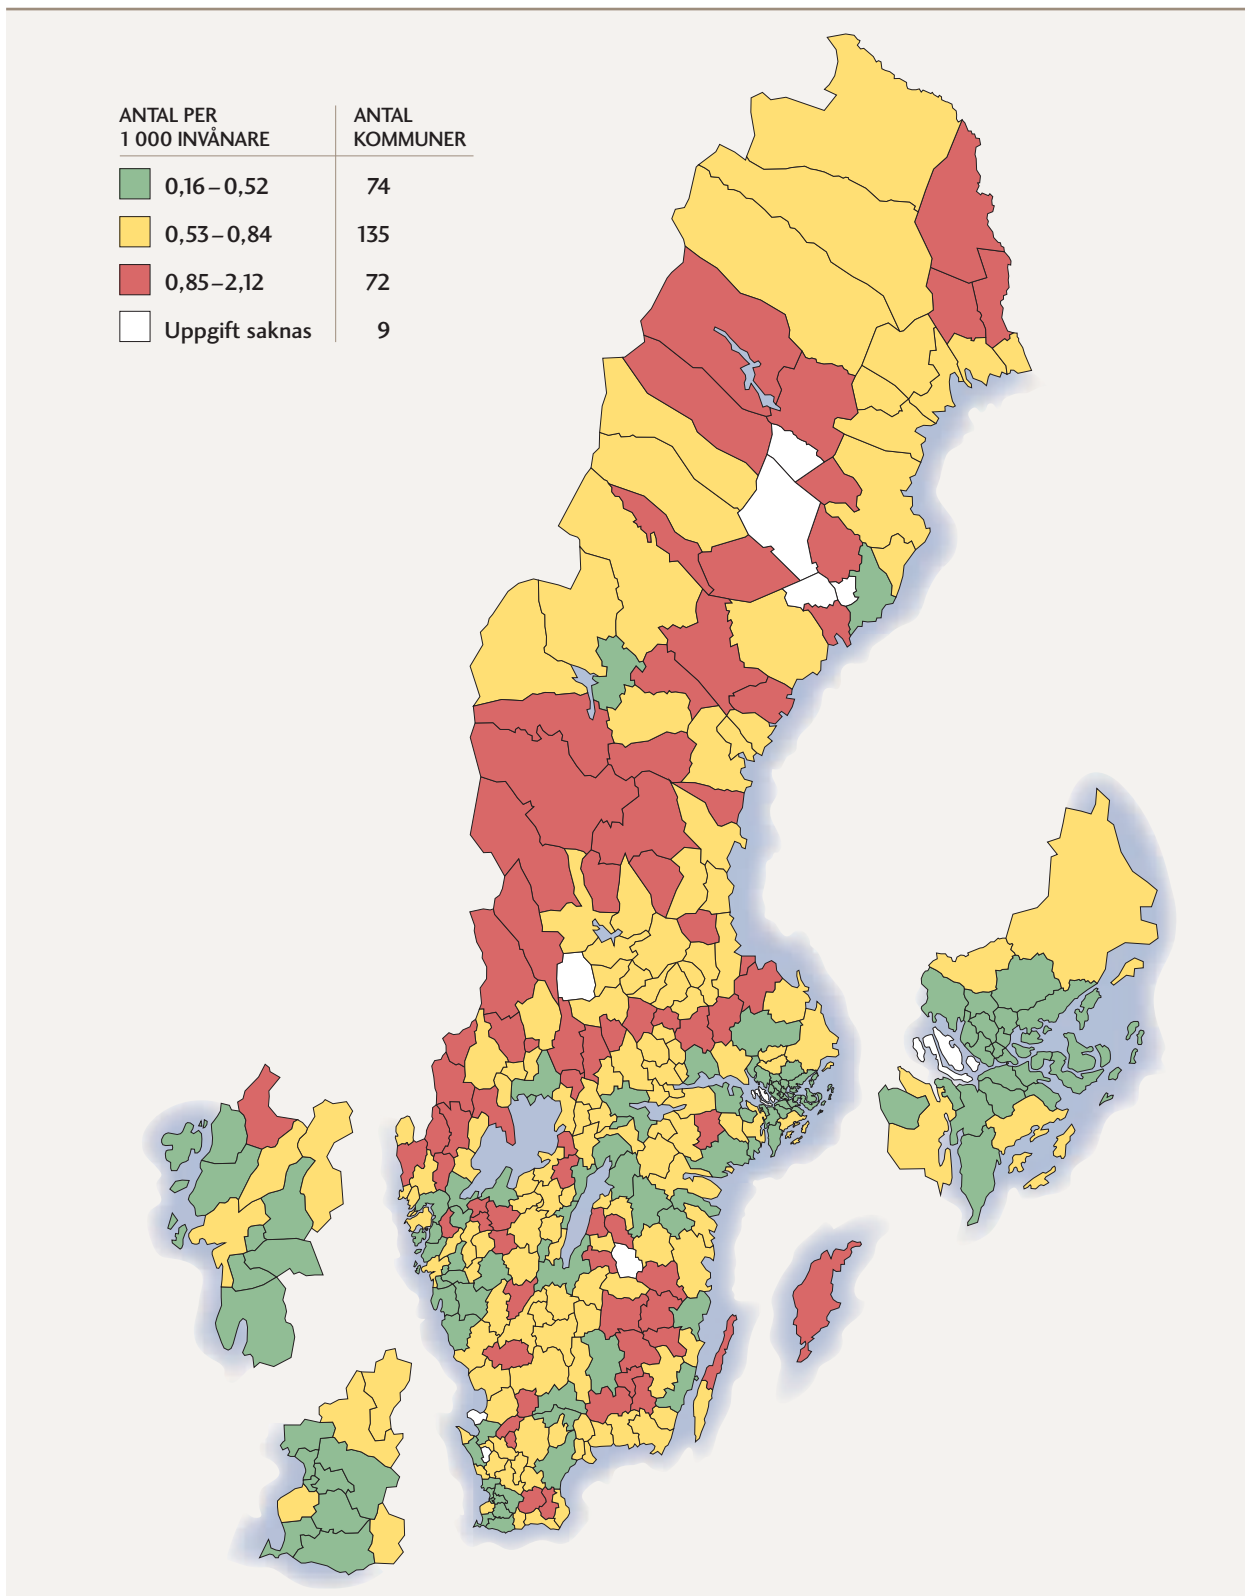 ANTAL PER
1 000 INVÅNARE
ANTAL
KOMMUNER
0,16–0,52 74
0,53–0,84 135
0,85–2,12 72
Uppgift saknas 9